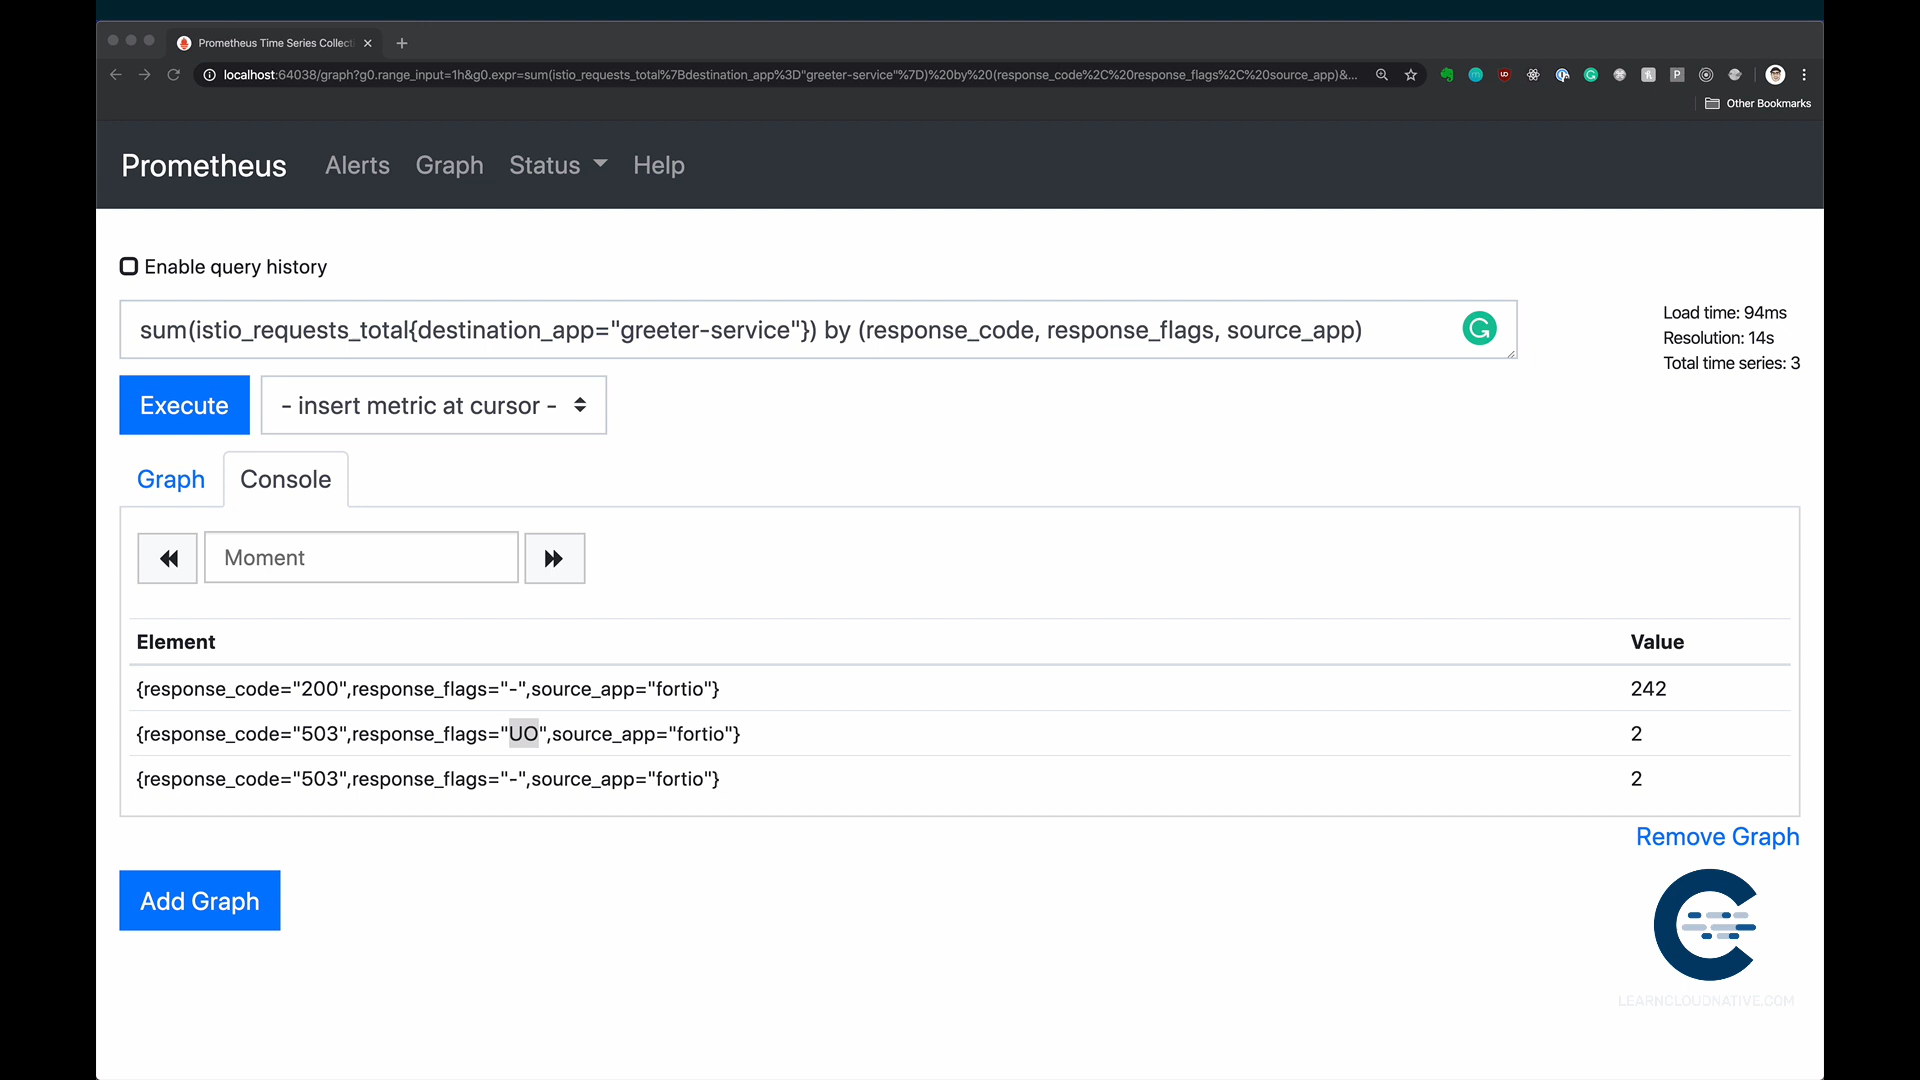 Prometheus Time Series Collecti
localhost:64038/graph?g0.range_input=1h&g0.expr=sum(istio_requests_total%7Bdestination_app%3D"greeter-service"%7D)%20by%20(response_code%2C%20response_flags%2C%20source_app)&...
Other Bookmarks
Prometheus Alerts Graph Status Help
Enable query history
sum(istio_requests_total{destination_app="greeter-service"}) by (response_code, response_flags, source_app)
Load time: 94ms
Resolution: 14s
Total time series: 3
Execute - insert metric at cursor -
Graph Console
Moment
Element Value
{response_code="200",response_flags="-",source_app="fortio"} 242
{response_code="503",response_flags="UO",source_app="fortio"} 2
{response_code="503",response_flags="-",source_app="fortio"} 2
Remove Graph
Add Graph
LEARNCLOUDNATIVE.COM